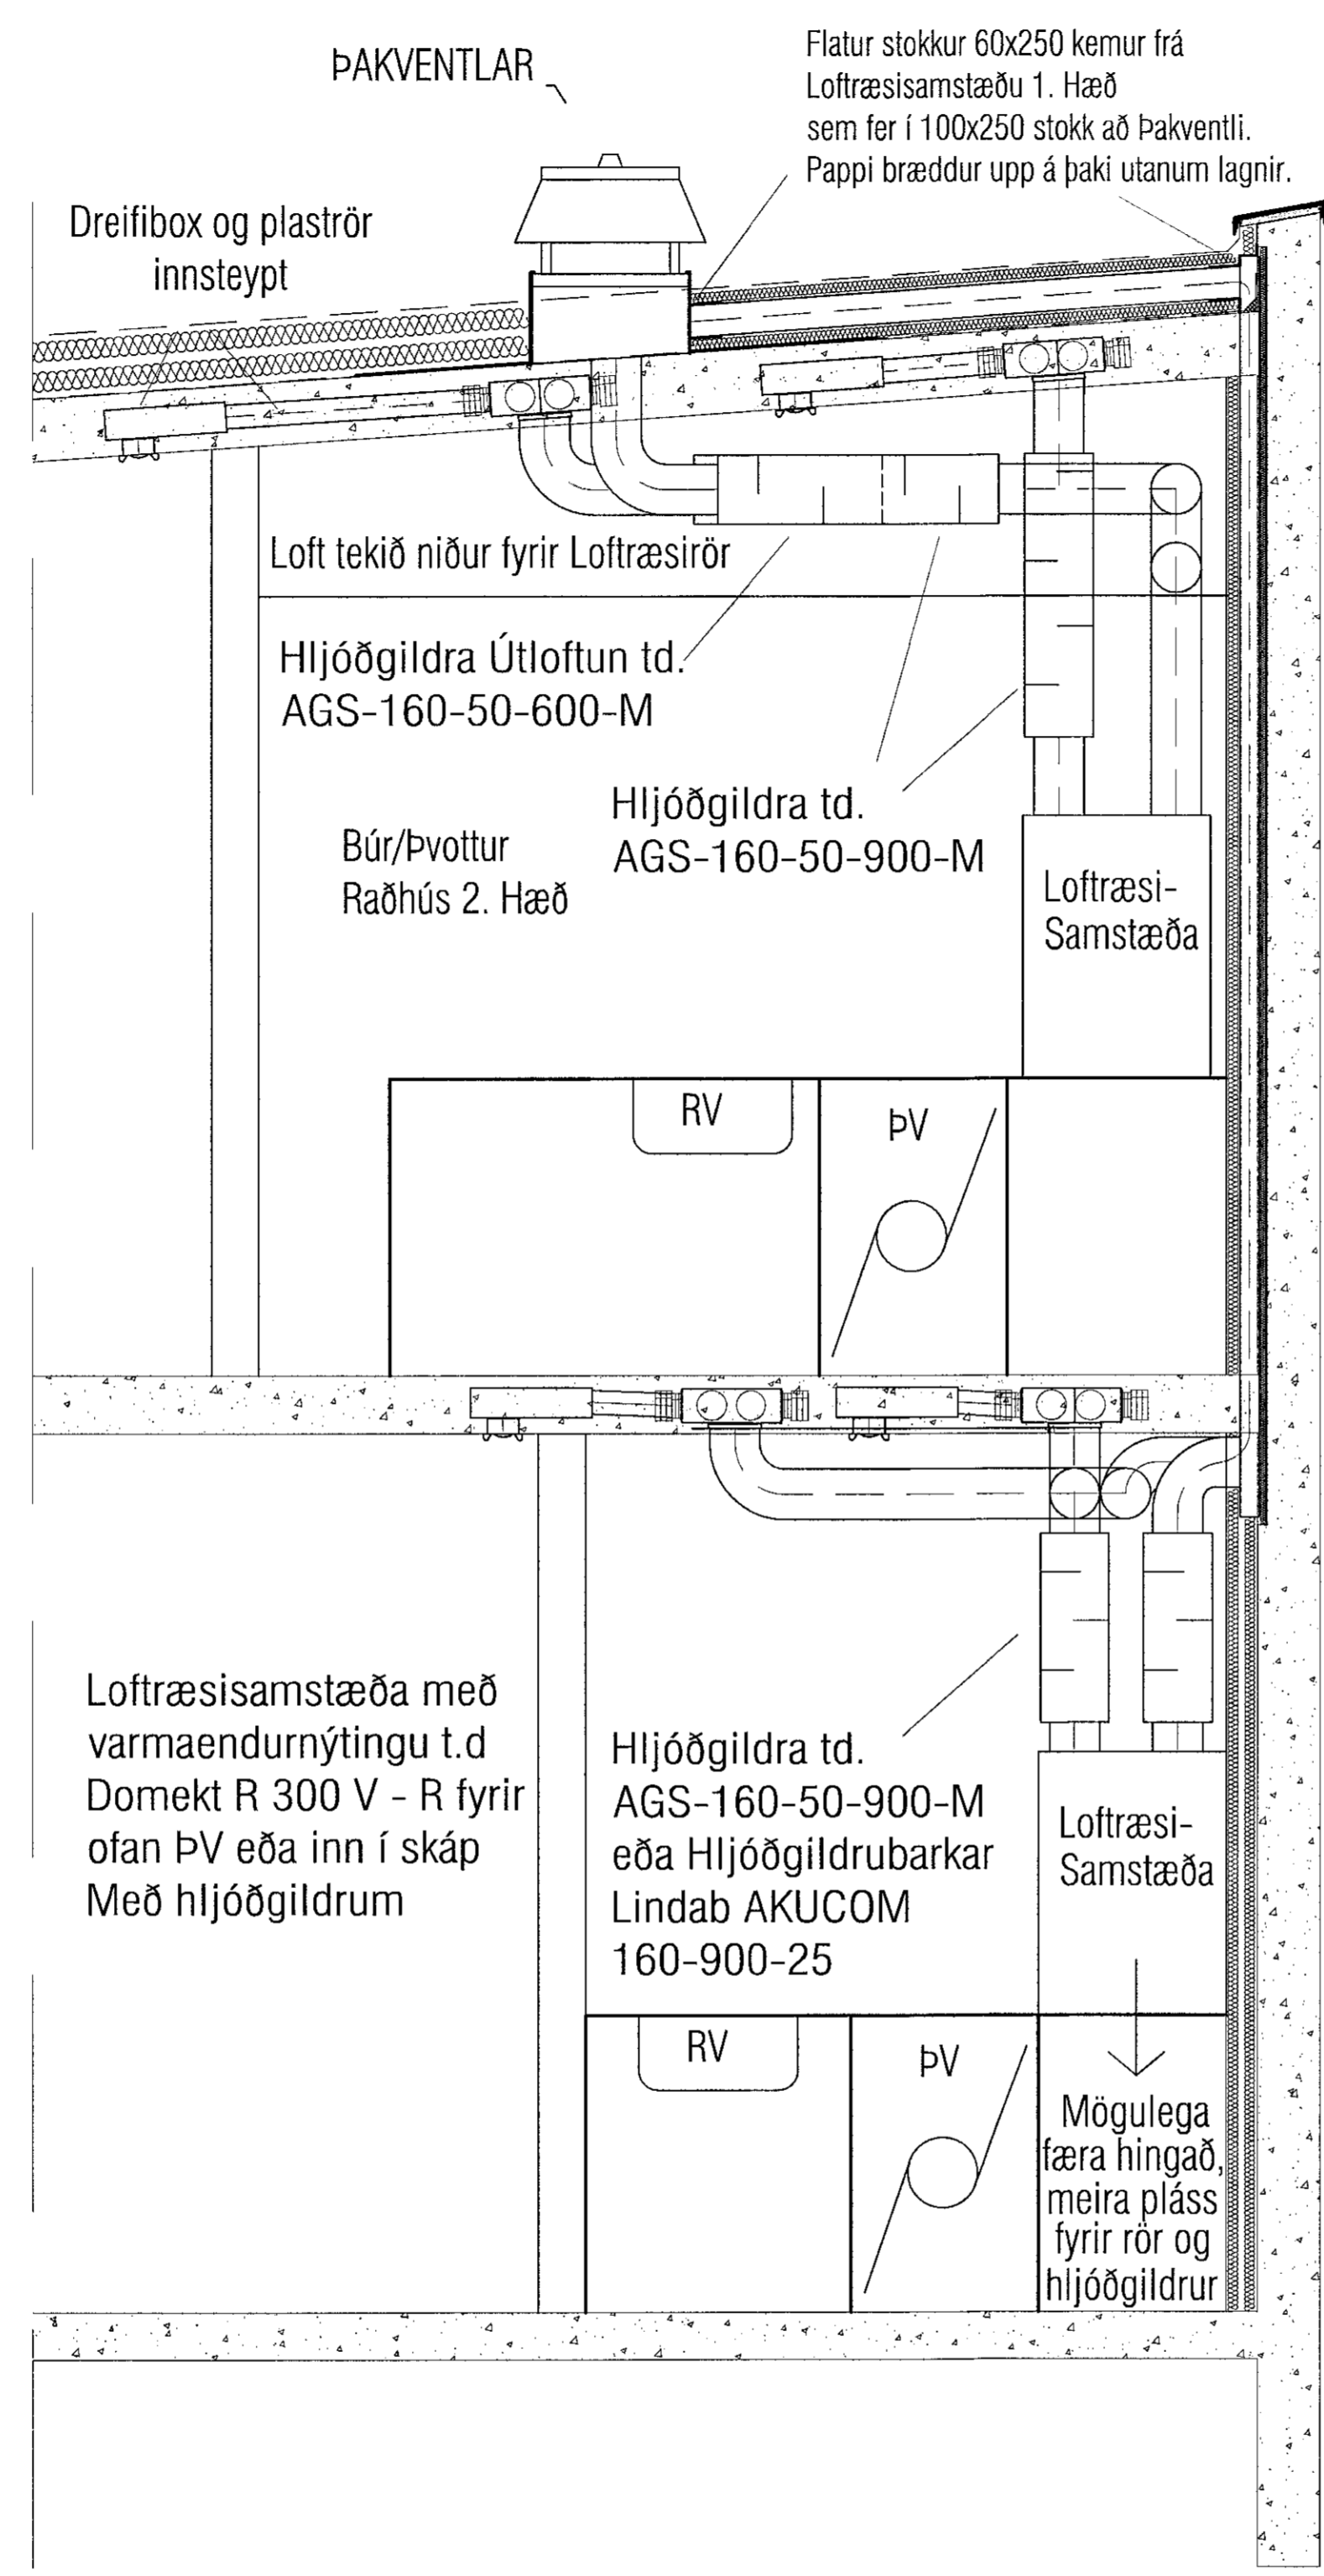 ÞAKVENTLAR
Flatur stokkur 60x250 kemur frá
Loftræsisamstæðu 1. Hæð
sem fer í 100x250 stokk að Þakventli.
Pappi bræddur upp á þaki utanum lagnir.
Dreifibox og plaströr
innsteypt
Loft tekið niður fyrir Loftræsirör
Hljóðgildra Útloftun td.
AGS-160-50-600-M
Hljóðgildra td.
AGS-160-50-900-M
Búr/Þvottur
Raðhús 2. Hæð
Loftræsi-
Samstæða
RV
ÞV
Loftræsisamstæða með
varmaendurnýtingu t.d
Domekt R 300 V - R fyrir
ofan ÞV eða inn í skáp
Með hljóðgildrum
Hljóðgildra td.
AGS-160-50-900-M
eða Hljóðgildrubarkar
Lindab AKUCOM
160-900-25
Loftræsi-
Samstæða
RV
ÞV
Mögulega
færa hingað,
meira pláss
fyrir rör og
hljóðgildrur